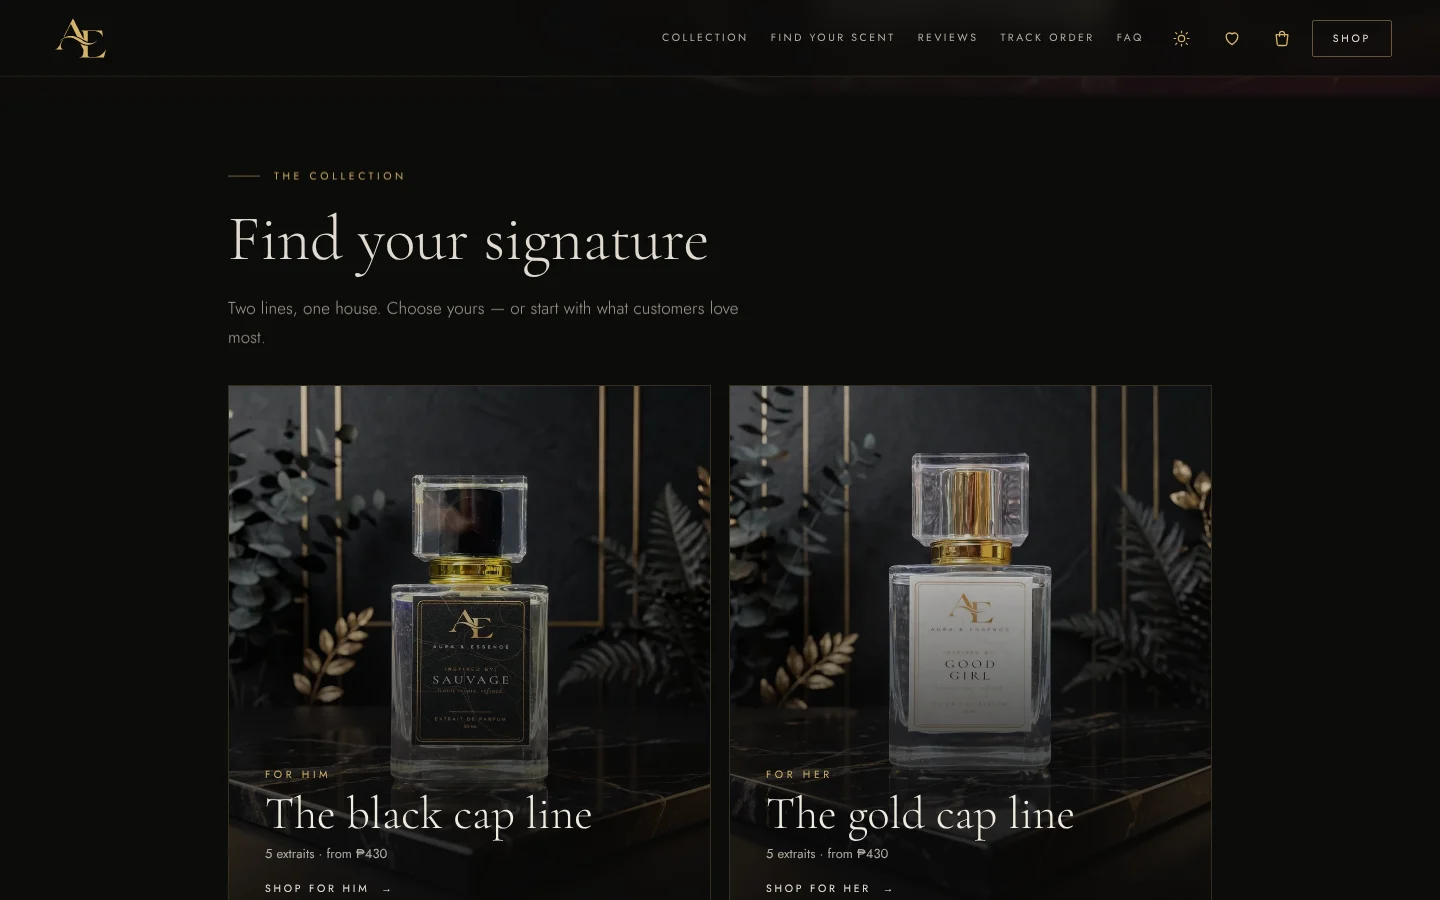 AE
COLLECTION FIND YOUR SCENT REVIEWS TRACK ORDER FAQ SHOP
THE COLLECTION
Find your signature
Two lines, one house. Choose yours — or start with what customers love
most.
AE
AURA & ESSENCE
INSPIRED BY:
SAUVAGE
EXTRAIT DE PARFUM
FOR HIM
The black cap line
5 extraits · from ₱430
SHOP FOR HIM →
AE
AURA & ESSENCE
INSPIRED BY:
GOOD
GIRL
FOR HER
The gold cap line
5 extraits · from ₱430
SHOP FOR HER →